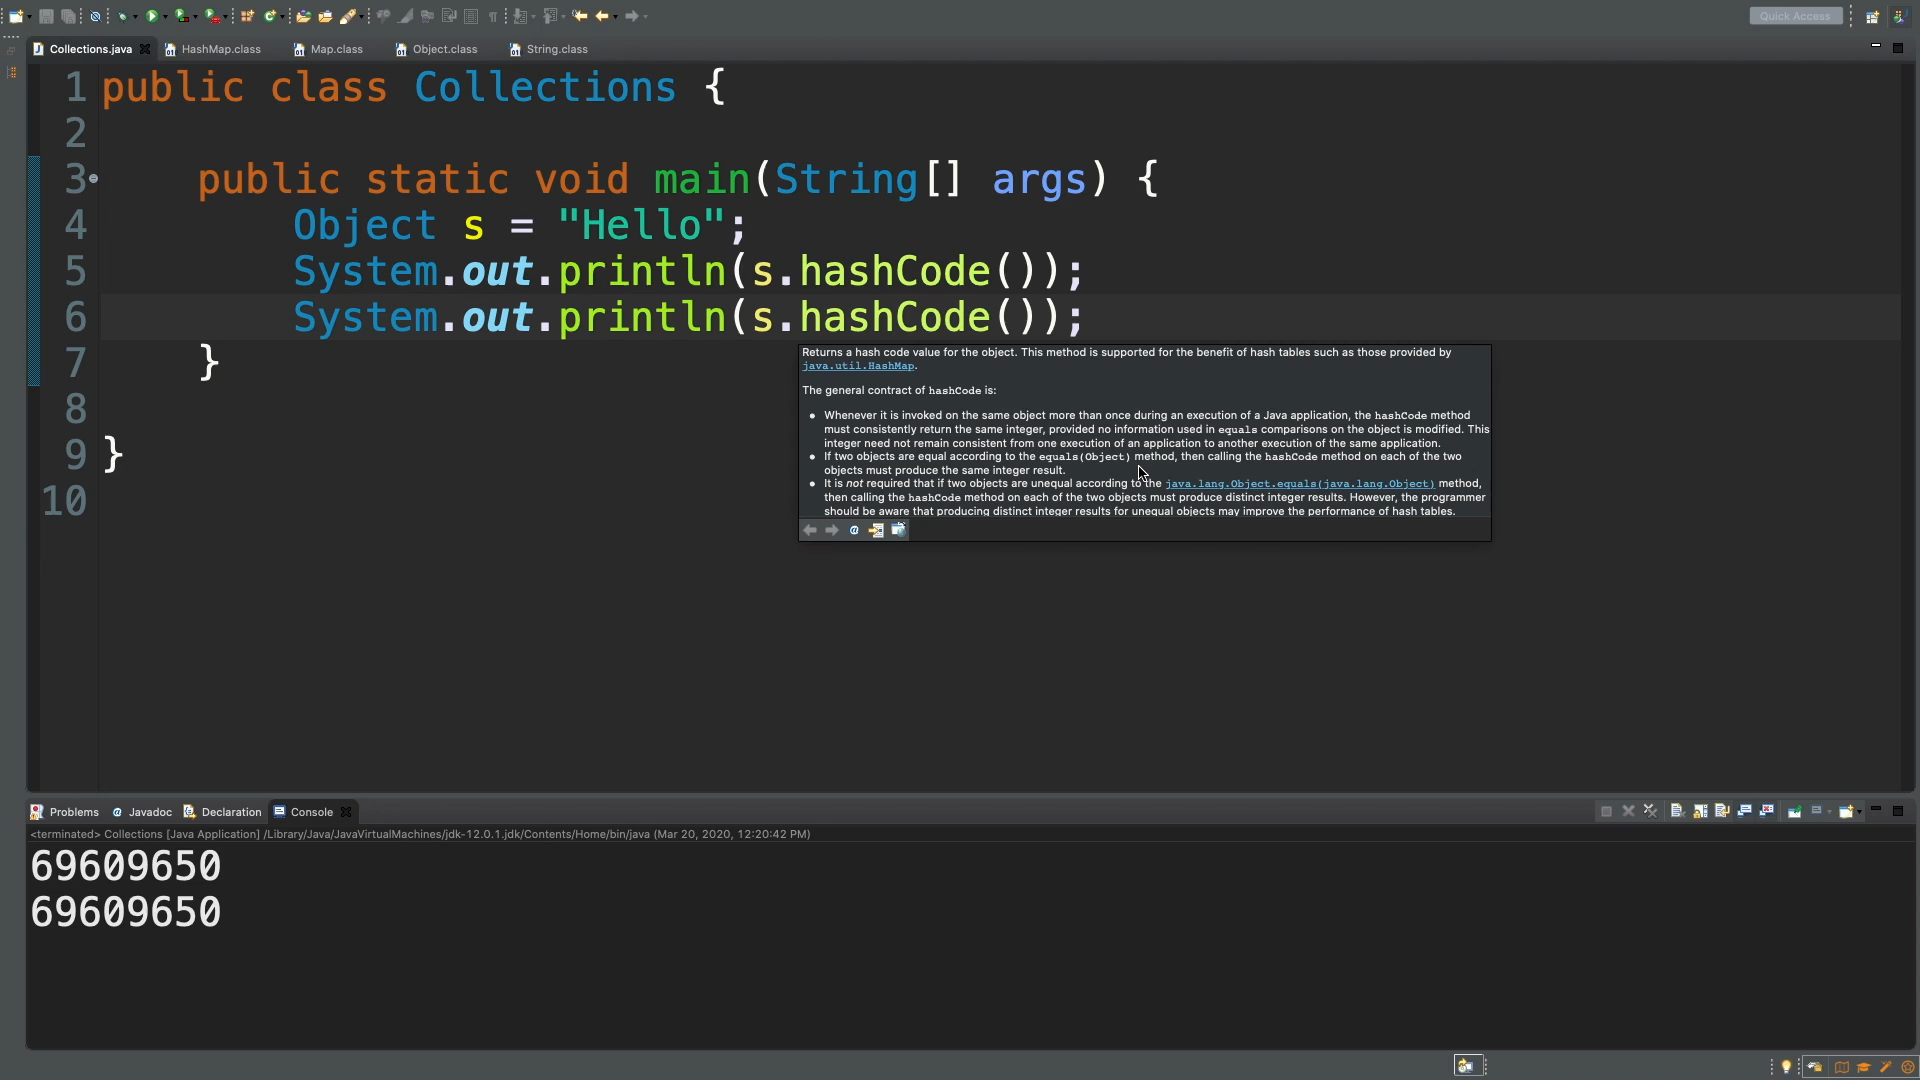 Quick Access
Collections.java HashMap.class Map.class Object.class String.class
1 public class Collections {
2
3 public static void main(String[] args) {
4 Object s = "Hello";
5 System.out.println(s.hashCode());
6 System.out.println(s.hashCode());
7 }
8
9 }
10
Returns a hash code value for the object. This method is supported for the benefit of hash tables such as those provided by
java.util.HashMap.
The general contract of hashCode is:
• Whenever it is invoked on the same object more than once during an execution of a Java application, the hashCode method
must consistently return the same integer, provided no information used in equals comparisons on the object is modified. This
integer need not remain consistent from one execution of an application to another execution of the same application.
• If two objects are equal according to the equals(Object) method, then calling the hashCode method on each of the two
objects must produce the same integer result.
• It is not required that if two objects are unequal according to the java.lang.Object.equals(java.lang.Object) method,
then calling the hashCode method on each of the two objects must produce distinct integer results. However, the programmer
should be aware that producing distinct integer results for unequal objects may improve the performance of hash tables.
Problems @ Javadoc Declaration Console
<terminated> Collections [Java Application] /Library/Java/JavaVirtualMachines/jdk-12.0.1.jdk/Contents/Home/bin/java (Mar 20, 2020, 12:20:42 PM)
69609650
69609650